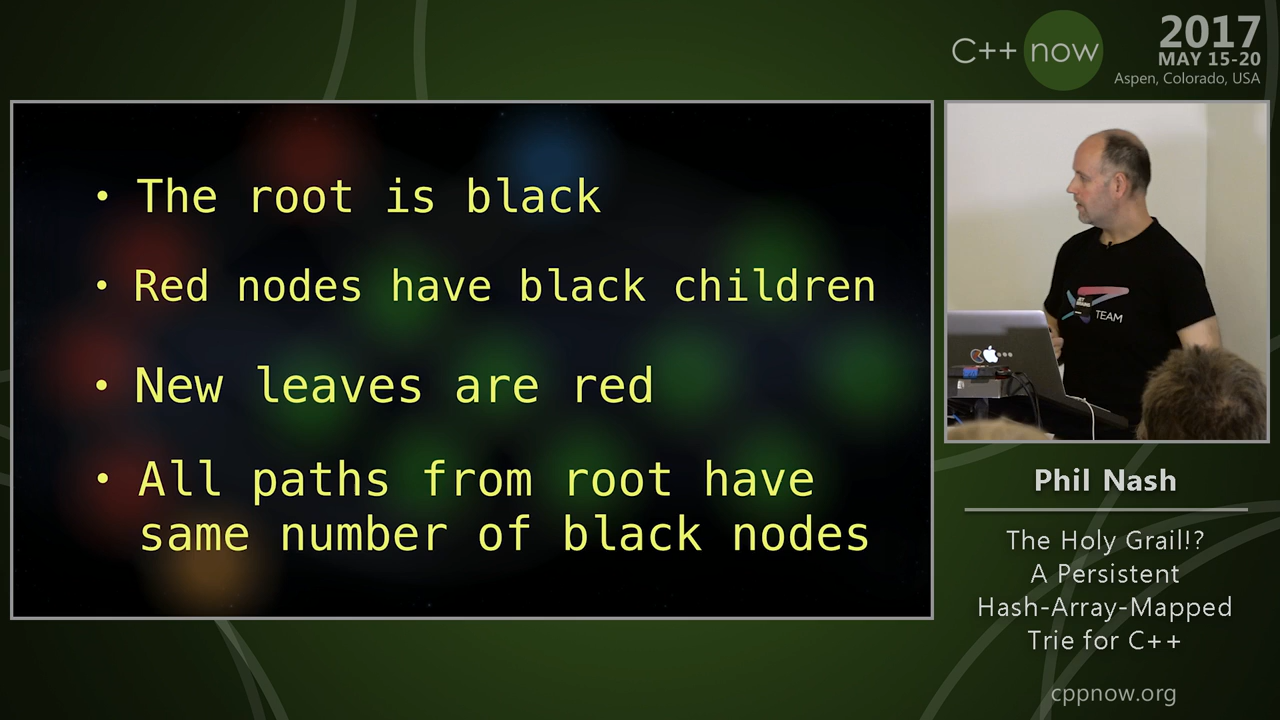 C++ now
2017
MAY 15-20
Aspen, Colorado, USA
• The root is black
• Red nodes have black children
• New leaves are red
• All paths from root have
same number of black nodes
TEAM
Phil Nash
The Holy Grail!?
A Persistent
Hash-Array-Mapped
Trie for C++
cppnow.org